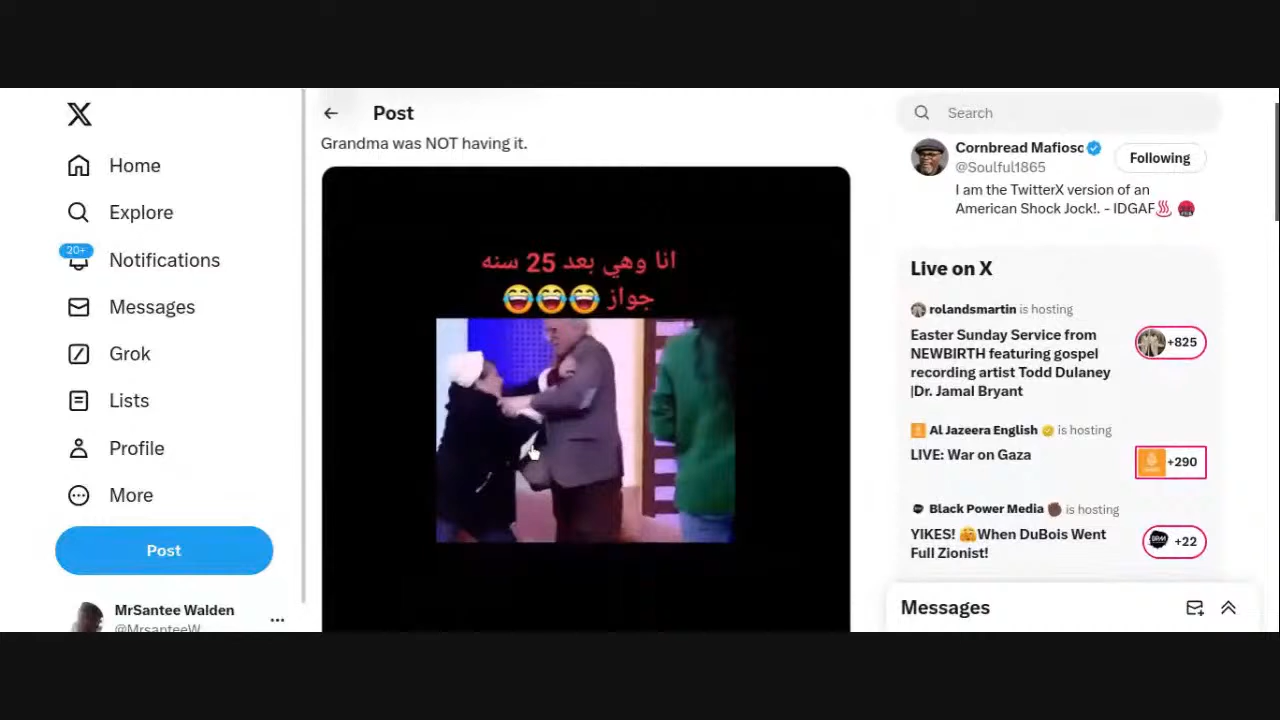 Home
Explore
20+
Notifications
Messages
Grok
Lists
Profile
More
Post
MrSantee Walden
@MrsanteeW
Post
Grandma was NOT having it.
انا وهي بعد 25 سنه
جواز 😂😂😂
Search
Cornbread Mafiosc
@Soulful1865
Following
I am the TwitterX version of an
American Shock Jock!. - IDGAF
Live on X
rolandsmartin is hosting
Easter Sunday Service from
NEWBIRTH featuring gospel
recording artist Todd Dulaney
|Dr. Jamal Bryant
+825
Al Jazeera English is hosting
LIVE: War on Gaza
+290
Black Power Media is hosting
YIKES! 🤗When DuBois Went
Full Zionist!
+22
Messages